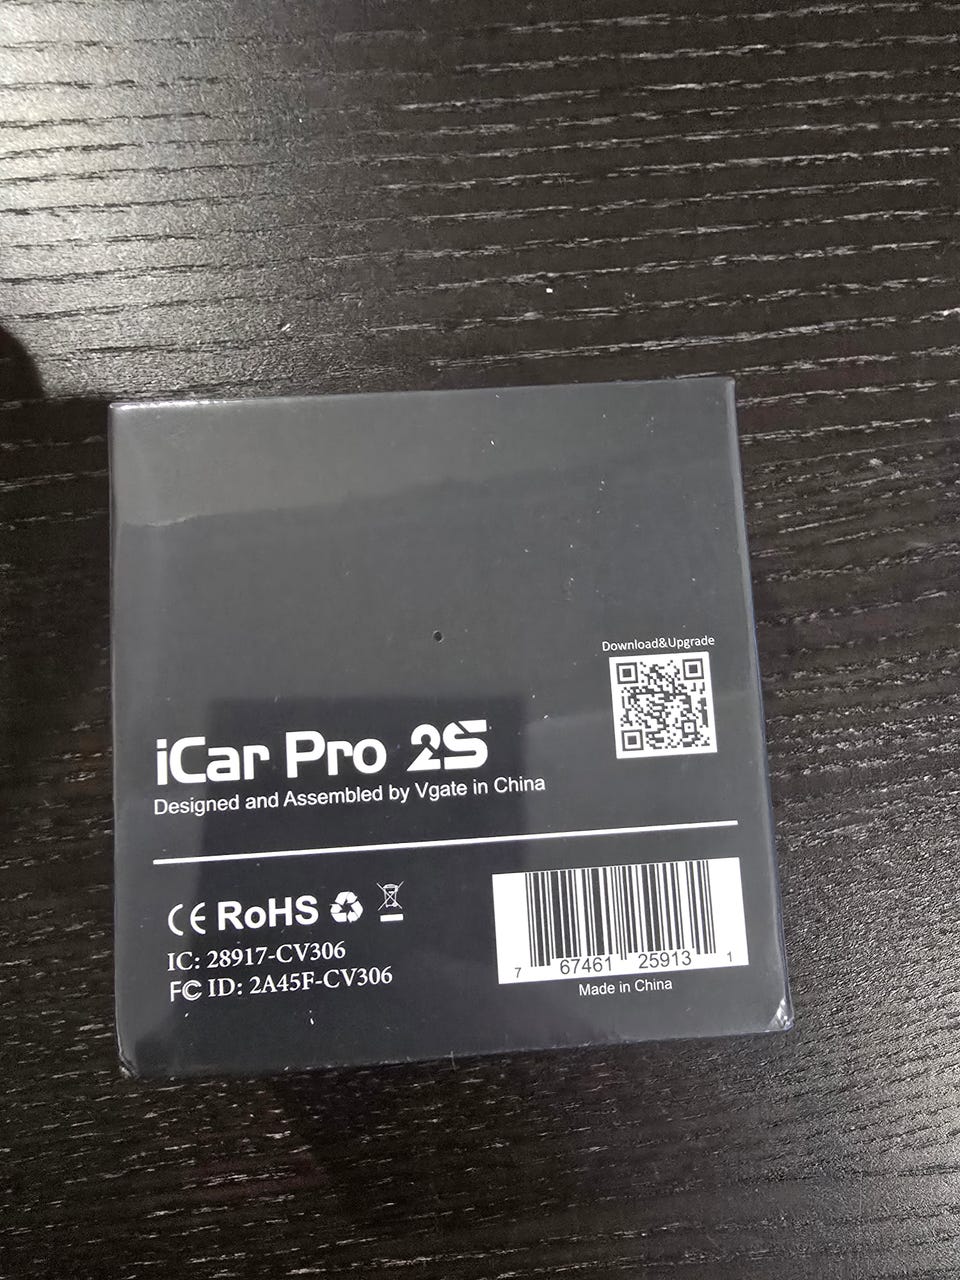 Download&Upgrade
iCar Pro 2S
Designed and Assembled by Vgate in China
CE RoHS
IC: 28917-CV306
FC ID: 2A45F-CV306
7 67461 25913 1
Made in China